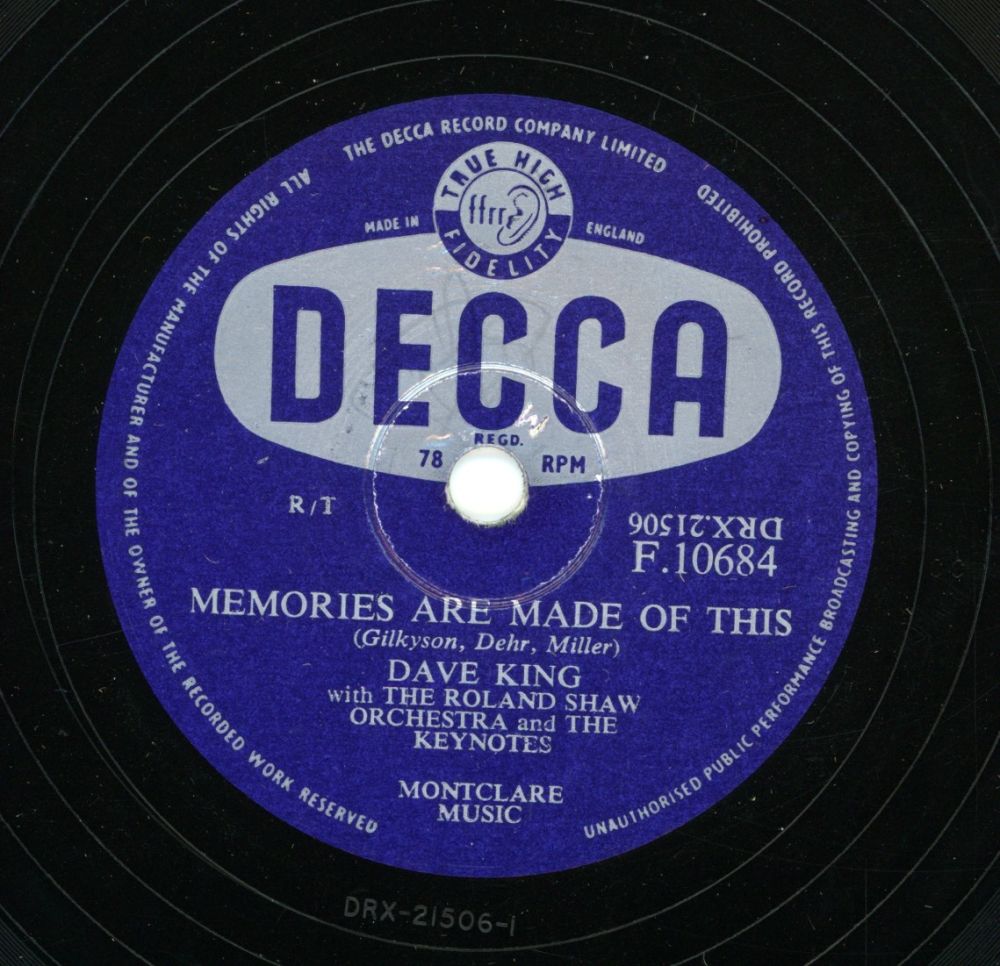 THE DECCA RECORD COMPANY LIMITED
ALL RIGHTS OF THE MANUFACTURER AND OF THE OWNER OF THE RECORDED WORK RESERVED
UNAUTHORISED PUBLIC PERFORMANCE BROADCASTING AND COPYING OF THIS RECORD PROHIBITED
TRUE HIGH
ffrr
FIDELITY
MADE IN ENGLAND
DECCA
REGD.
78 RPM
R/T
DRX.21506
F.10684
MEMORIES ARE MADE OF THIS
(Gilkyson, Dehr, Miller)
DAVE KING
with THE ROLAND SHAW
ORCHESTRA and THE
KEYNOTES
MONTCLARE
MUSIC
DRX-21506-1